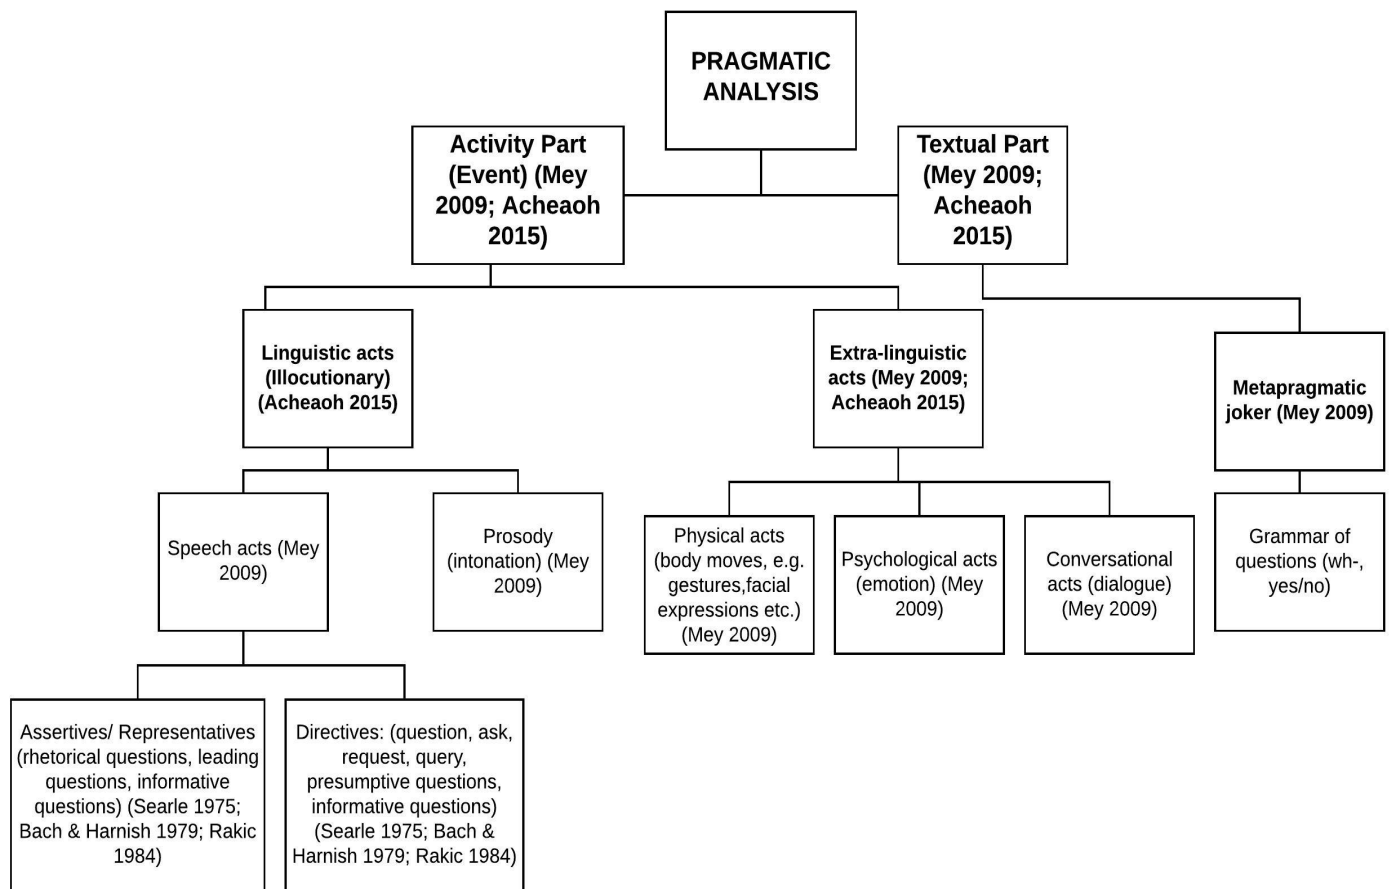 PRAGMATIC
ANALYSIS
Activity Part
(Event) (Mey
2009; Acheaoh
2015)
Textual Part
(Mey 2009;
Acheaoh
2015)
Linguistic acts
(Illocutionary)
(Acheaoh 2015)
Extra-linguistic
acts (Mey 2009;
Acheaoh 2015)
Metapragmatic
joker (Mey 2009)
Speech acts (Mey
2009)
Prosody
(intonation) (Mey
2009)
Physical acts
(body moves, e.g.
gestures,facial
expressions etc.)
(Mey 2009)
Psychological acts
(emotion) (Mey
2009)
Conversational
acts (dialogue)
(Mey 2009)
Grammar of
questions (wh-,
yes/no)
Assertives/ Representatives
(rhetorical questions, leading
questions, informative
questions) (Searle 1975;
Bach & Harnish 1979; Rakic
1984)
Directives: (question, ask,
request, query,
presumptive questions,
informative questions)
(Searle 1975; Bach &
Harnish 1979; Rakic 1984)